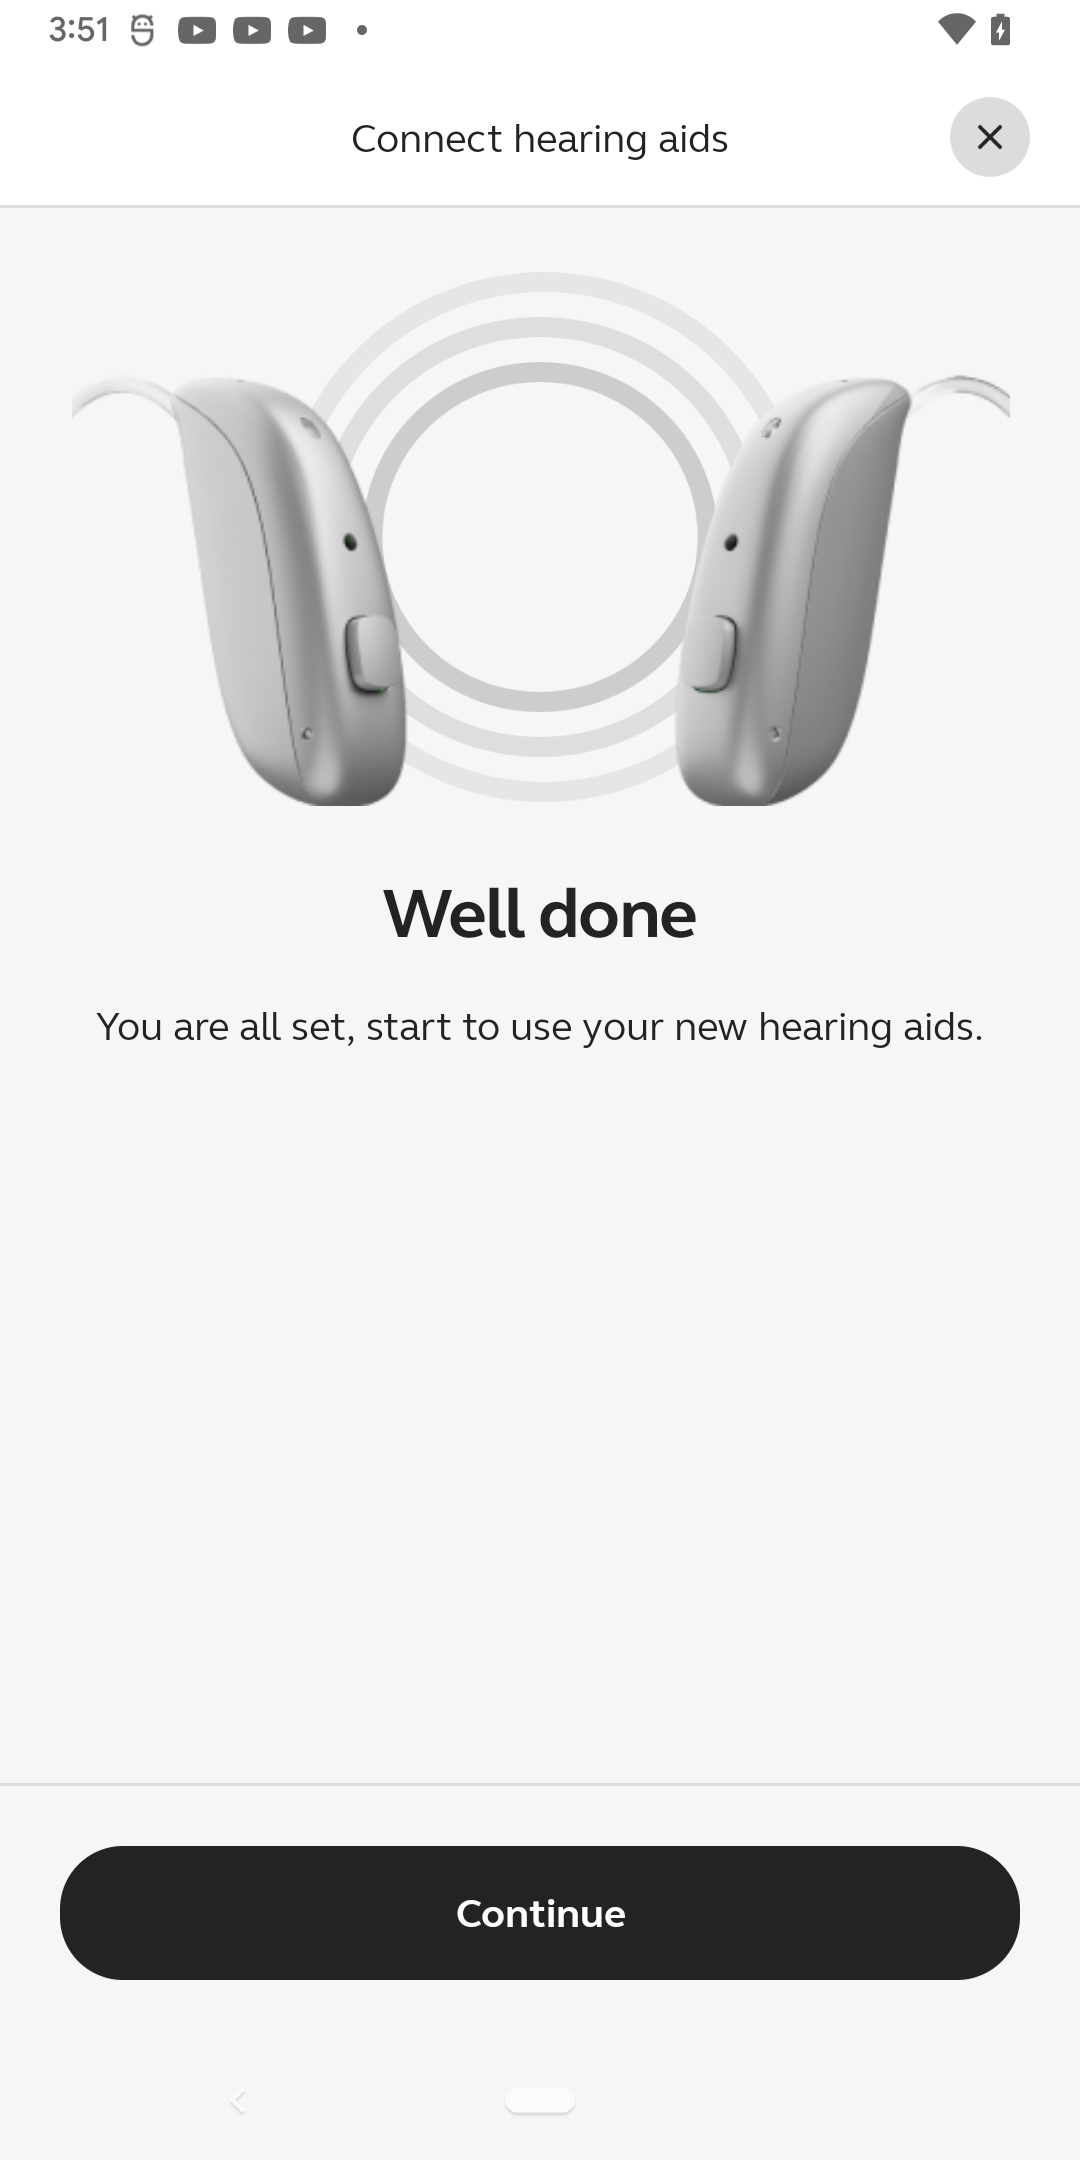 3:51
Connect hearing aids
Well done
You are all set, start to use your new hearing aids.
Continue